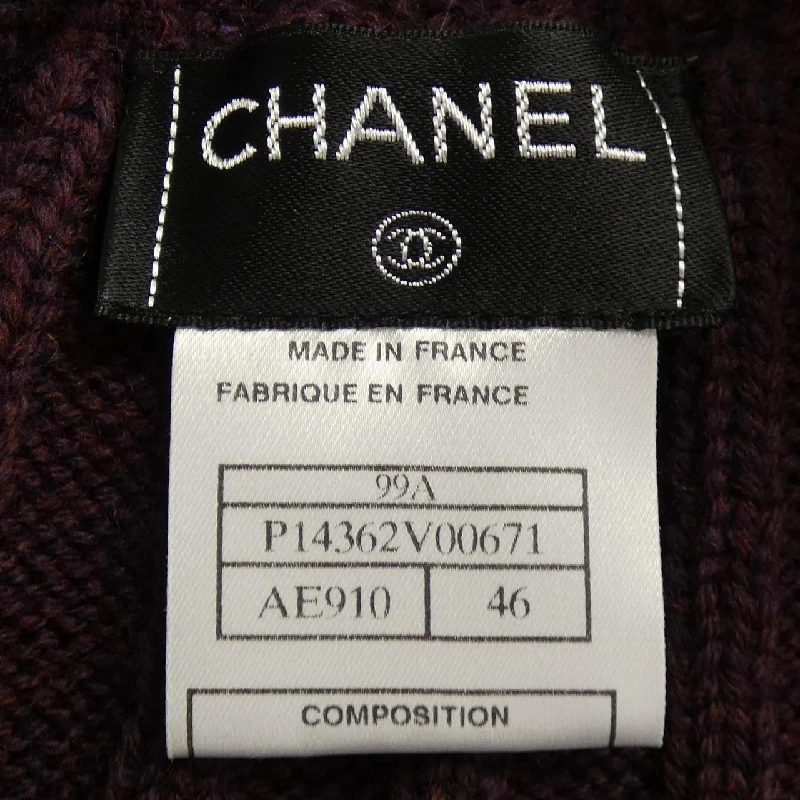 CHANEL
MADE IN FRANCE
FABRIQUE EN FRANCE
99A
P14362V00671
AE910 46
COMPOSITION